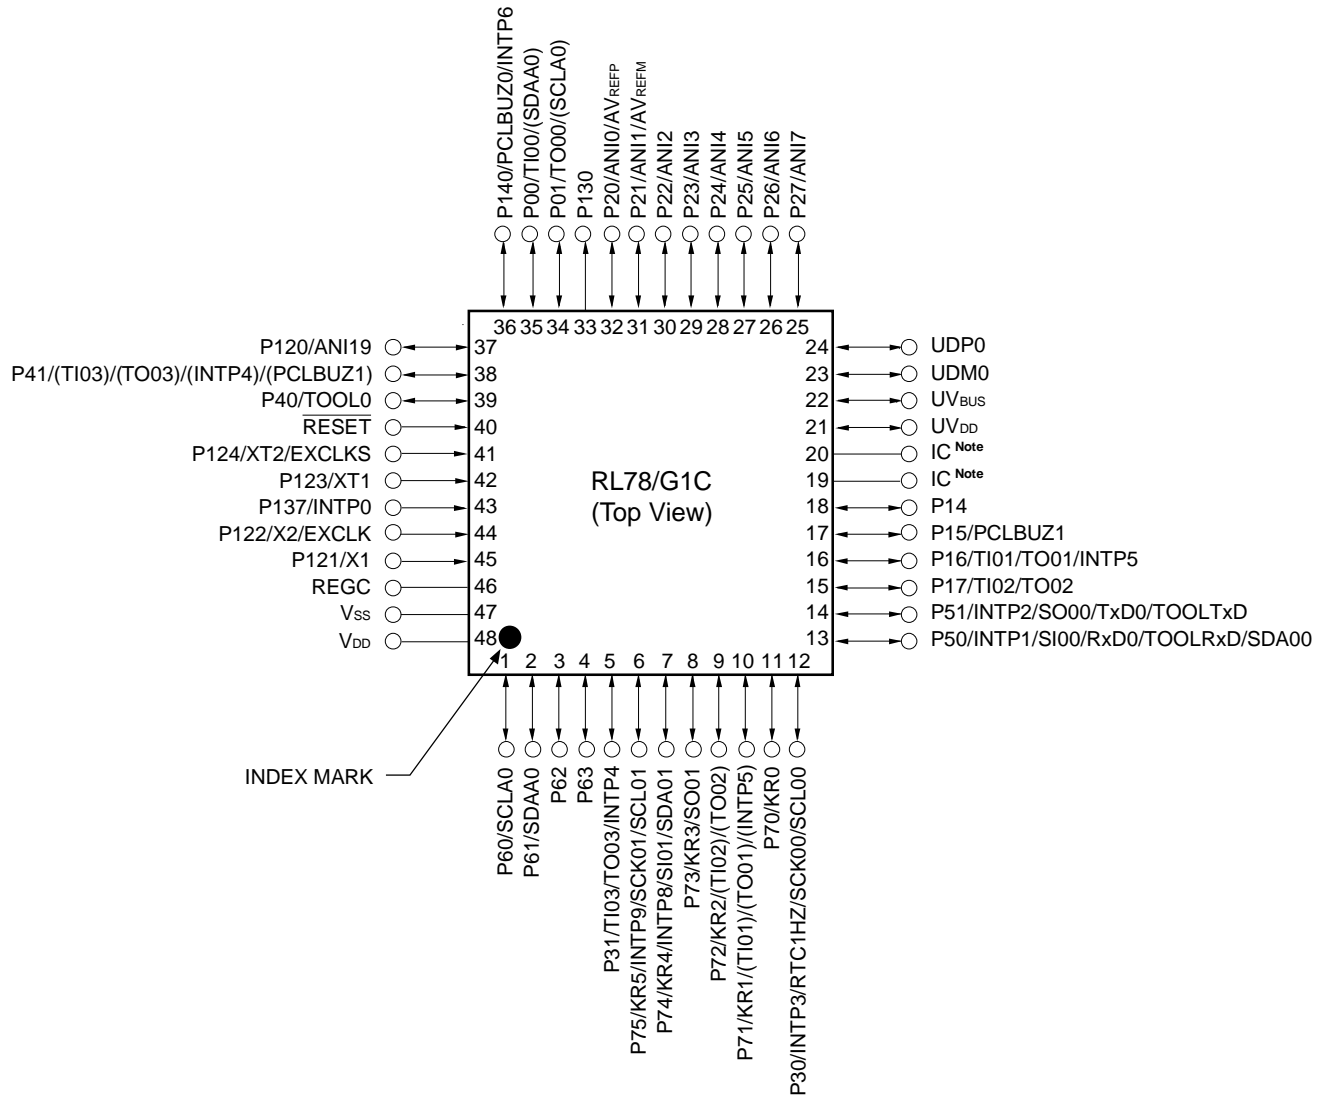 P140/PCLBUZ0/INTP6
P00/TI00/(SDAA0)
P01/TO00/(SCLA0)
P130
P20/ANI0/AVREFP
P21/ANI1/AVREFM
P22/ANI2
P23/ANI3
P24/ANI4
P25/ANI5
P26/ANI6
P27/ANI7
36 35 34 33 32 31 30 29 28 27 26 25
P120/ANI19 37
P41/(TI03)/(TO03)/(INTP4)/(PCLBUZ1) 38
P40/TOOL0 39
RESET 40
P124/XT2/EXCLKS 41
P123/XT1 42
P137/INTP0 43
P122/X2/EXCLK 44
P121/X1 45
REGC 46
VSS 47
VDD 48
RL78/G1C
(Top View)
24 UDP0
23 UDM0
22 UVBUS
21 UVDD
20 IC Note
19 IC Note
18 P14
17 P15/PCLBUZ1
16 P16/TI01/TO01/INTP5
15 P17/TI02/TO02
14 P51/INTP2/SO00/TxD0/TOOLTxD
13 P50/INTP1/SI00/RxD0/TOOLRxD/SDA00
1 2 3 4 5 6 7 8 9 10 11 12
INDEX MARK
P60/SCLA0
P61/SDAA0
P62
P63
P31/TI03/TO03/INTP4
P75/KR5/INTP9/SCK01/SCL01
P74/KR4/INTP8/SI01/SDA01
P73/KR3/SO01
P72/KR2/(TI02)/(TO02)
P71/KR1/(TI01)/(TO01)/(INTP5)
P70/KR0
P30/INTP3/RTC1HZ/SCK00/SCL00